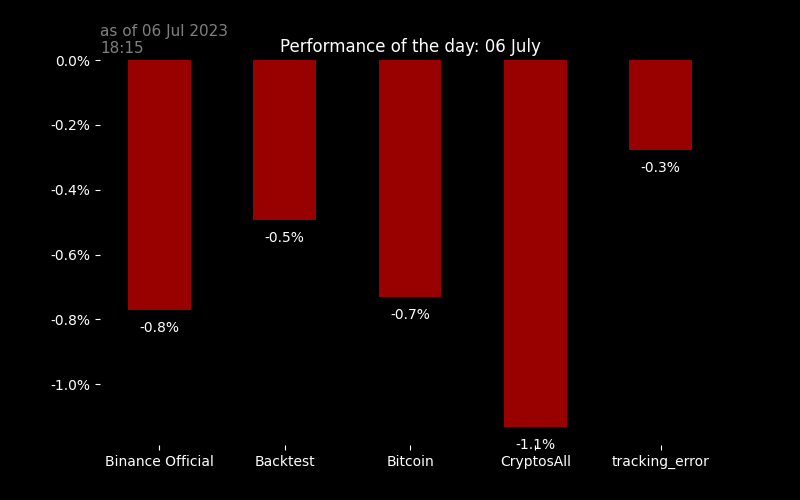 as of 06 Jul 2023
18:15
Performance of the day: 06 July
0.0%
-0.2%
-0.4%
-0.6%
-0.8%
-1.0%
-0.8%
-0.5%
-0.7%
-1.1%
-0.3%
Binance Official
Backtest
Bitcoin
CryptosAll
tracking_error